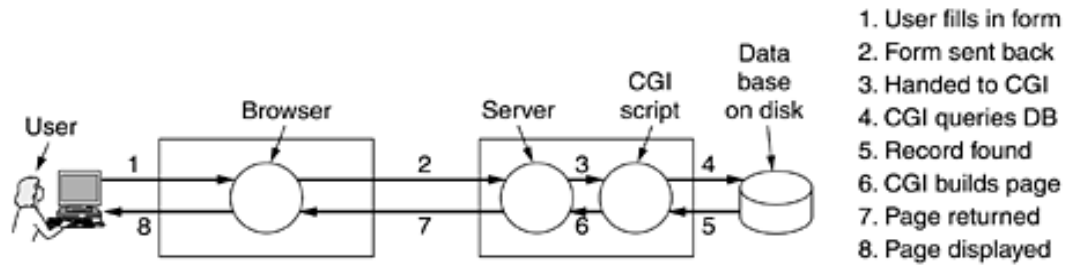 User
Browser
Server
CGI
script
Data
base
on disk
1
2
3
4
8
7
6
5
1. User fills in form
2. Form sent back
3. Handed to CGI
4. CGI queries DB
5. Record found
6. CGI builds page
7. Page returned
8. Page displayed